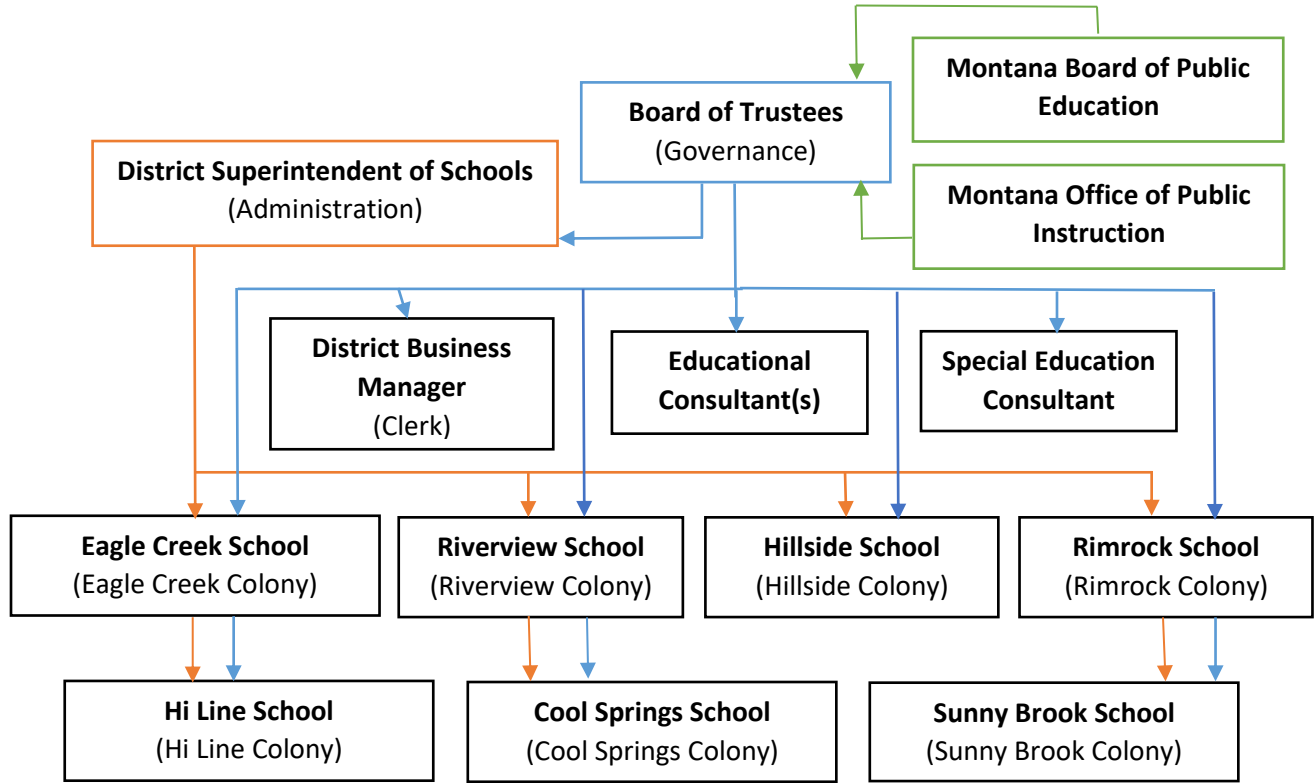 Montana Board of Public
Education
Board of Trustees
(Governance)
District Superintendent of Schools
(Administration)
Montana Office of Public
Instruction
District Business
Manager
(Clerk)
Educational
Consultant(s)
Special Education
Consultant
Eagle Creek School
(Eagle Creek Colony)
Riverview School
(Riverview Colony)
Hillside School
(Hillside Colony)
Rimrock School
(Rimrock Colony)
Hi Line School
(Hi Line Colony)
Cool Springs School
(Cool Springs Colony)
Sunny Brook School
(Sunny Brook Colony)